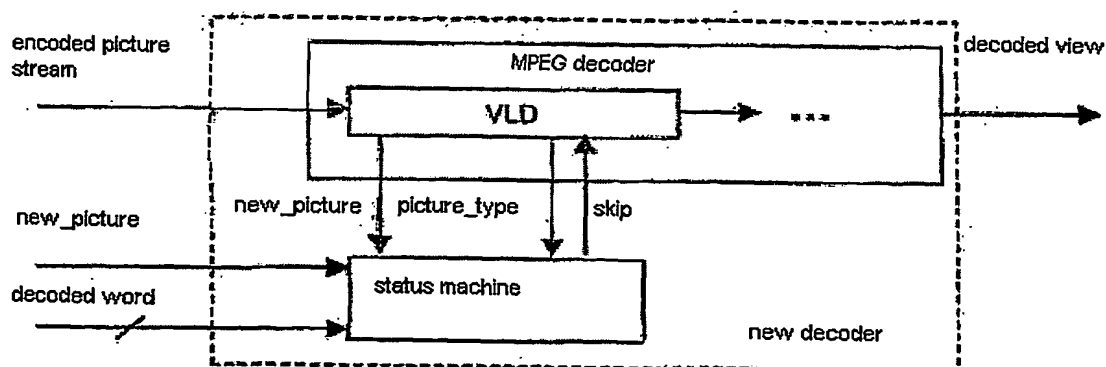 encoded picture
stream
MPEG decoder
decoded view
VLD
...
new_picture
picture_type
skip
new_picture
status machine
decoded word
new decoder